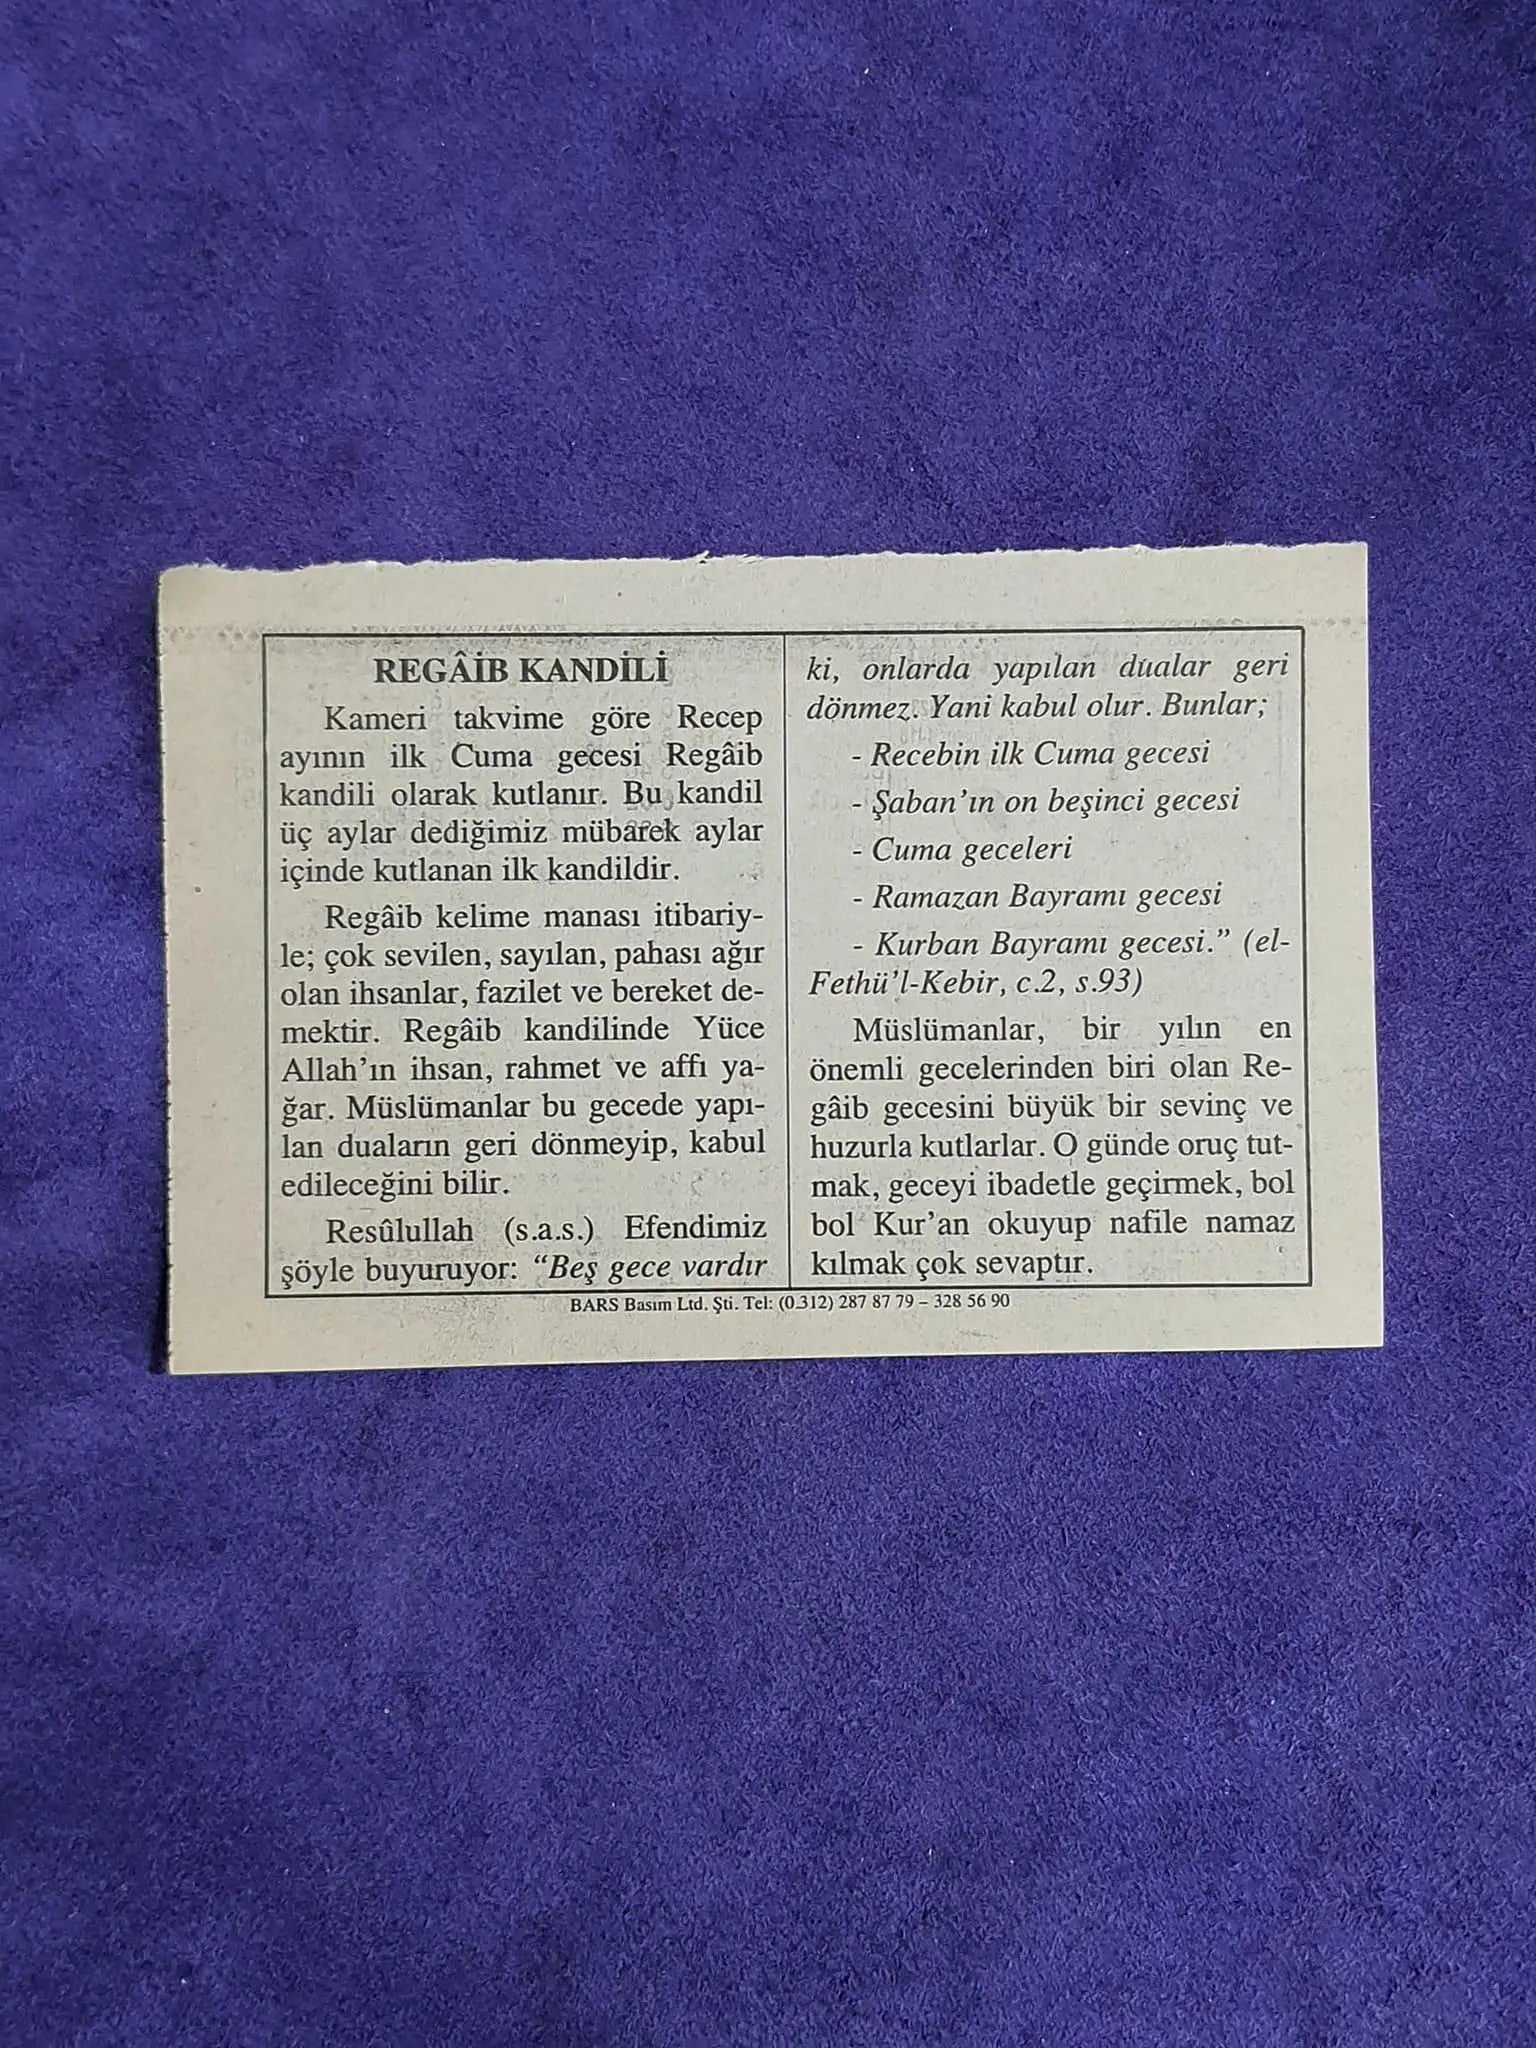 REGÂİB KANDİLİ
Kameri takvime göre Recep
ayının ilk Cuma gecesi Regâib
kandili olarak kutlanır. Bu kandil
üç aylar dediğimiz mübarek aylar
içinde kutlanan ilk kandildir.
Regâib kelime manası itibariy-
le; çok sevilen, sayılan, pahası ağır
olan ihsanlar, fazilet ve bereket de-
mektir. Regâib kandilinde Yüce
Allah’ın ihsan, rahmet ve affı ya-
ğar. Müslümanlar bu gecede yapı-
lan duaların geri dönmeyip, kabul
edileceğini bilir.
Resûlullah (s.a.s.) Efendimiz
şöyle buyuruyor: “Beş gece vardır
ki, onlarda yapılan dualar geri
dönmez. Yani kabul olur. Bunlar;
- Recebin ilk Cuma gecesi
- Şaban’ın on beşinci gecesi
- Cuma geceleri
- Ramazan Bayramı gecesi
- Kurban Bayramı gecesi.” (el-
Fethü’l-Kebir, c.2, s.93)
Müslümanlar, bir yılın en
önemli gecelerinden biri olan Re-
gâib gecesini büyük bir sevinç ve
huzurla kutlarlar. O günde oruç tut-
mak, geceyi ibadetle geçirmek, bol
bol Kur’an okuyup nafile namaz
kılmak çok sevaptır.
BARS Basım Ltd. Şti. Tel: (0.312) 287 87 79 – 328 56 90